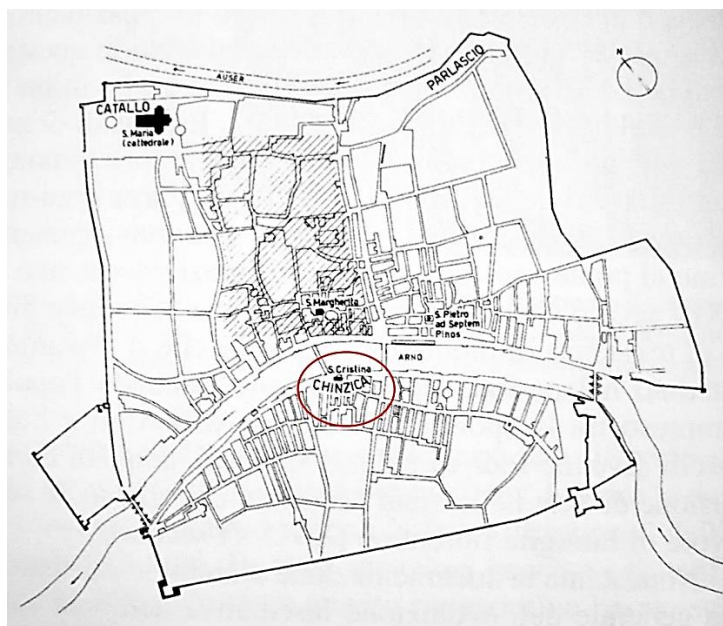 AUSER
PARLASCIO
N
CATALLO
S. Maria
(cattedrale)
S. Margherita
S. Pietro
ad Septem
Pinos
ARNO
S. Cristina
CHINZICA